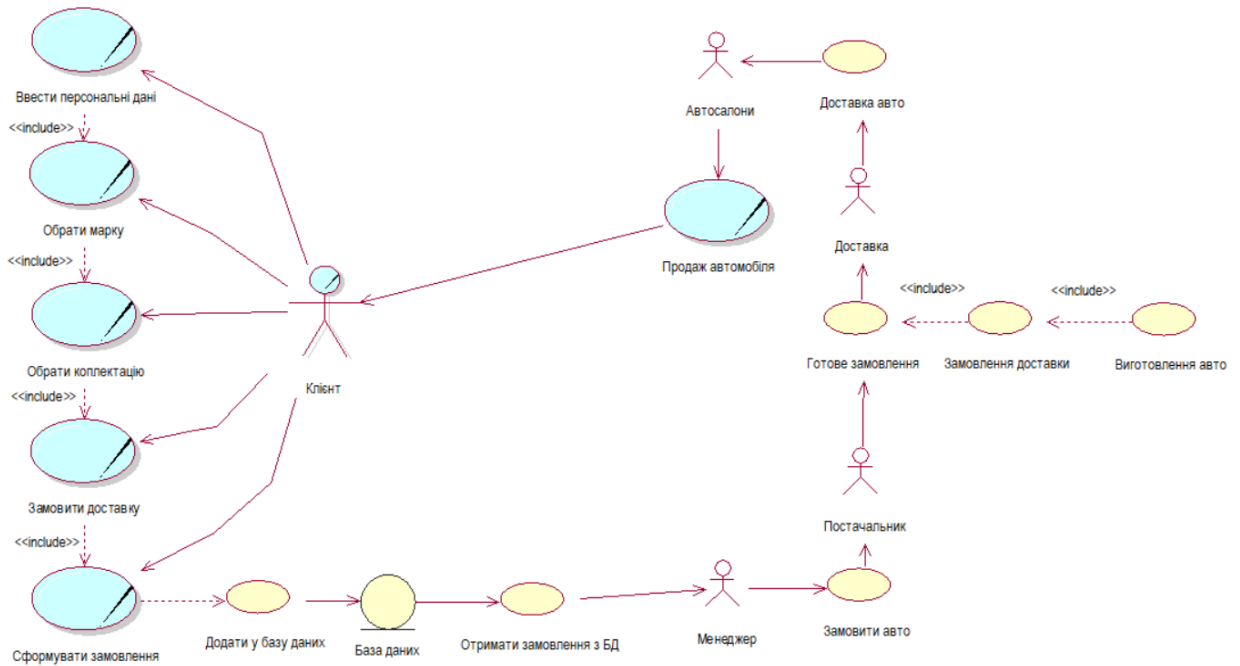 Ввести персональні дані
<<include>>
Обрати марку
<<include>>
Обрати коплектацію
<<include>>
Замовити доставку
<<include>>
Сформувати замовлення
Клієнт
Додати у базу даних
База даних
Отримати замовлення з БД
Менеджер
Замовити авто
Постачальник
Готове замовлення
<<include>>
Замовлення доставки
<<include>>
Виготовлення авто
Доставка
Доставка авто
Автосалони
Продаж автомобіля